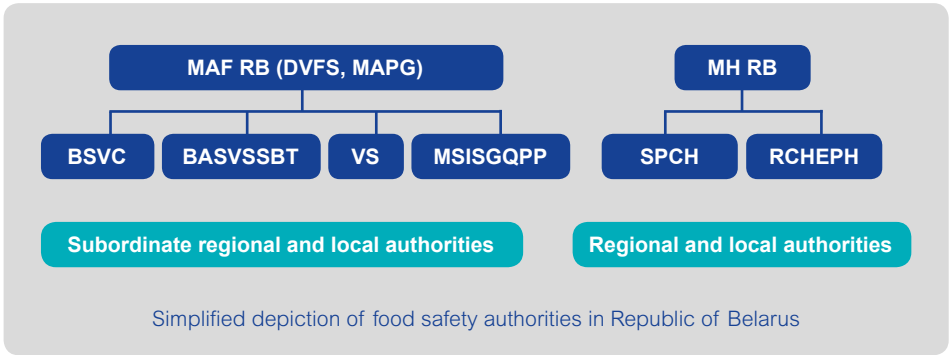 MAF RB (DVFS, MAPG)
MH RB
BSVC
BASVSSBT
VS
MSISGQPP
SPCH
RCHEPH
Subordinate regional and local authorities
Regional and local authorities
Simplified depiction of food safety authorities in Republic of Belarus